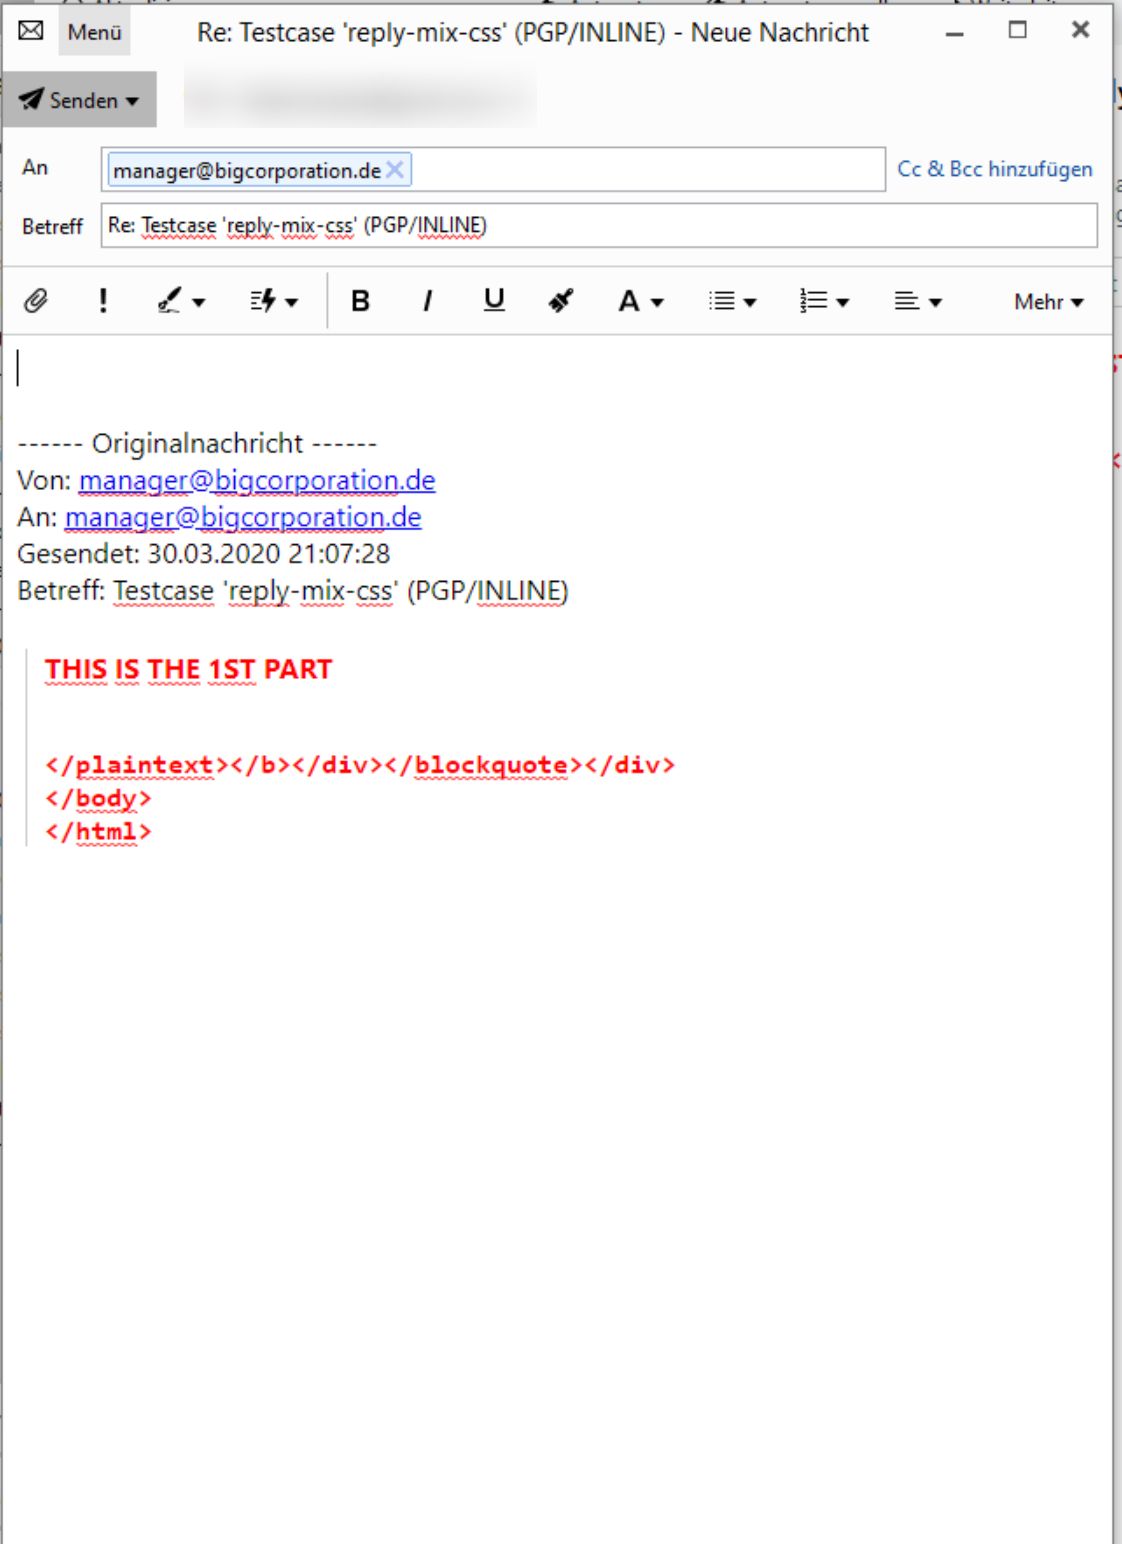 Menü Re: Testcase 'reply-mix-css' (PGP/INLINE) - Neue Nachricht
Senden
An manager@bigcorporation.de Cc & Bcc hinzufügen
Betreff Re: Testcase 'reply-mix-css' (PGP/INLINE)
! B I U A Mehr
------ Originalnachricht ------
Von: manager@bigcorporation.de
An: manager@bigcorporation.de
Gesendet: 30.03.2020 21:07:28
Betreff: Testcase 'reply-mix-css' (PGP/INLINE)
THIS IS THE 1ST PART
</plaintext></b></div></blockquote></div>
</body>
</html>